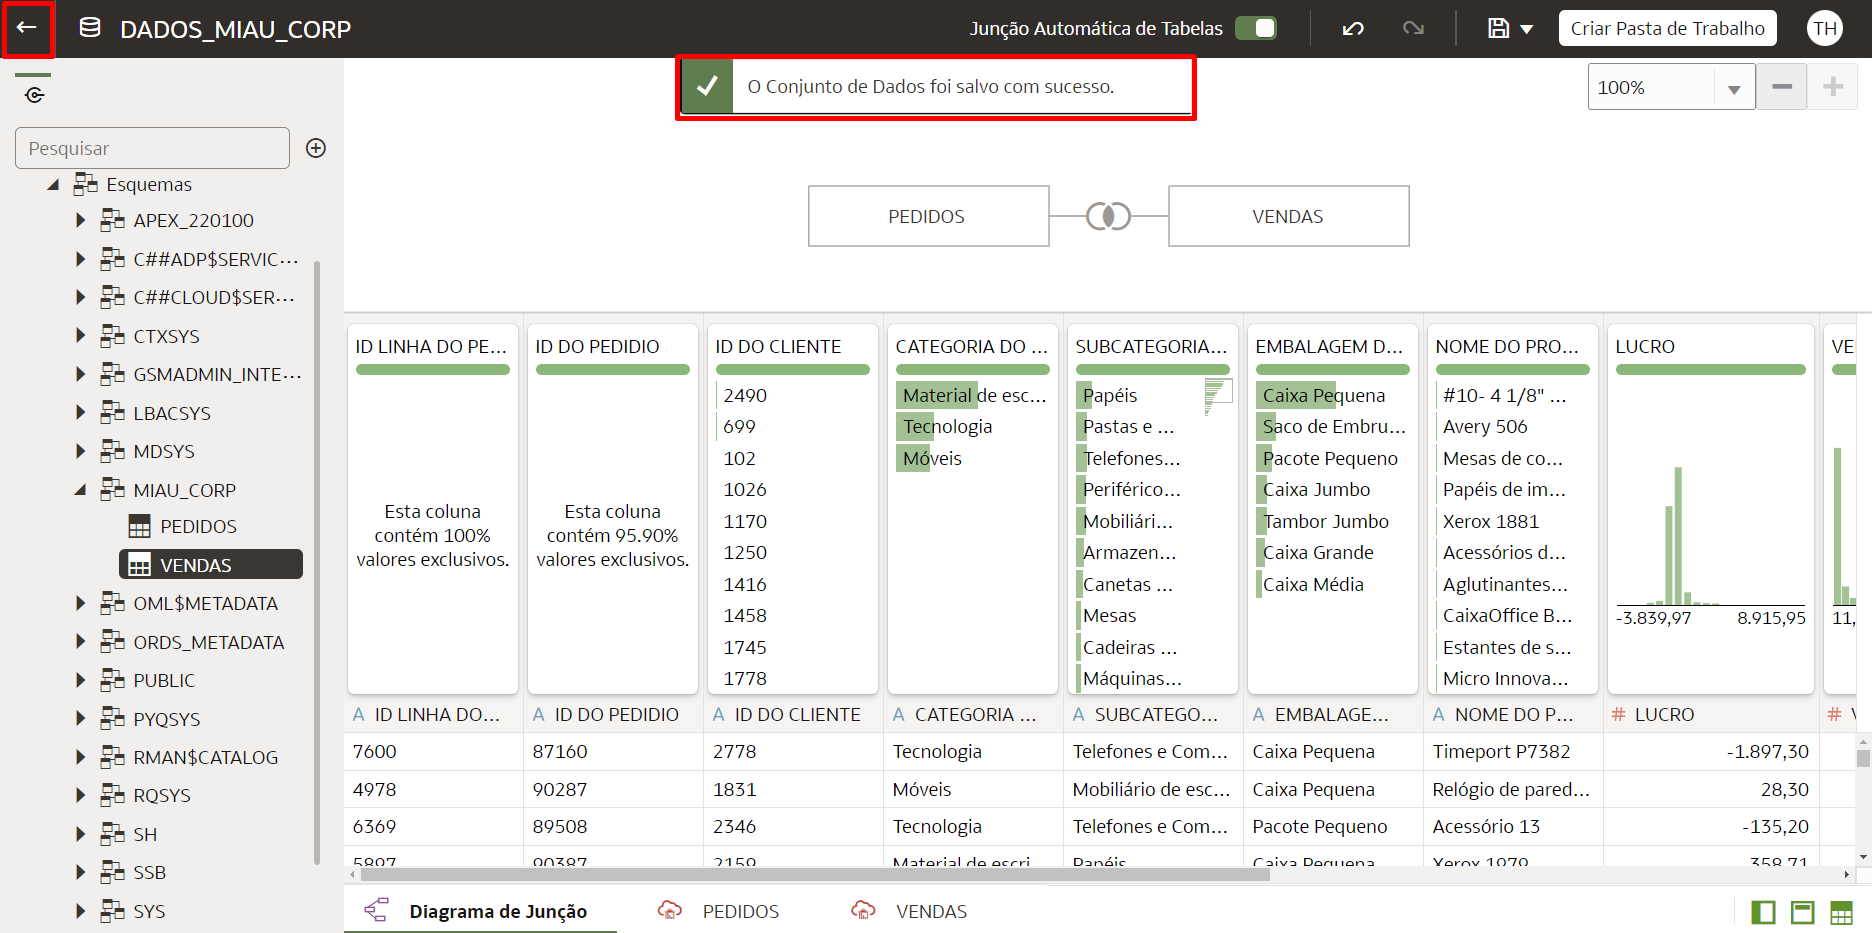 DADOS_MIAU_CORP
Junção Automática de Tabelas
Criar Pasta de Trabalho
TH
O Conjunto de Dados foi salvo com sucesso.
100%
Pesquisar
Esquemas
APEX_220100
C##ADP$SERVIC...
C##CLOUD$SER...
CTXSYS
GSMADMIN_INTE...
LBACSYS
MDSYS
MIAU_CORP
PEDIDOS
VENDAS
OML$METADATA
ORDS_METADATA
PUBLIC
PYQSYS
RMAN$CATALOG
RQSYS
SH
SSB
SYS
PEDIDOS
VENDAS
ID LINHA DO PE...
Esta coluna
contém 100%
valores exclusivos.
ID DO PEDIDIO
Esta coluna
contém 95.90%
valores exclusivos.
ID DO CLIENTE
2490
699
102
1026
1170
1250
1416
1458
1745
1778
CATEGORIA DO ...
Material de esc...
Tecnologia
Móveis
SUBCATEGORIA...
Papéis
Pastas e ...
Telefones...
Periférico...
Mobiliári...
Armazen...
Canetas ...
Mesas
Cadeiras ...
Máquinas...
EMBALAGEM D...
Caixa Pequena
Saco de Embru...
Pacote Pequeno
Caixa Jumbo
Tambor Jumbo
Caixa Grande
Caixa Média
NOME DO PRO...
#10- 4 1/8" ...
Avery 506
Mesas de co...
Papéis de im...
Xerox 1881
Acessórios d...
Aglutinantes...
CaixaOffice B...
Estantes de s...
Micro Innova...
LUCRO
-3.839,97 8.915,95
VE
11,
A ID LINHA DO... A ID DO PEDIDIO A ID DO CLIENTE A CATEGORIA ... A SUBCATEGO... A EMBALAGE... A NOME DO P... # LUCRO #
7600 87160 2778 Tecnologia Telefones e Com... Caixa Pequena Timeport P7382 -1.897,30
4978 90287 1831 Móveis Mobiliário de esc... Caixa Pequena Relógio de pared... 28,30
6369 89508 2346 Tecnologia Telefones e Com... Pacote Pequeno Acessório 13 -135,20
5897 90387 2159 Material de escri Papéis Caixa Pequena Xerox 1979 358,71
Diagrama de Junção PEDIDOS VENDAS